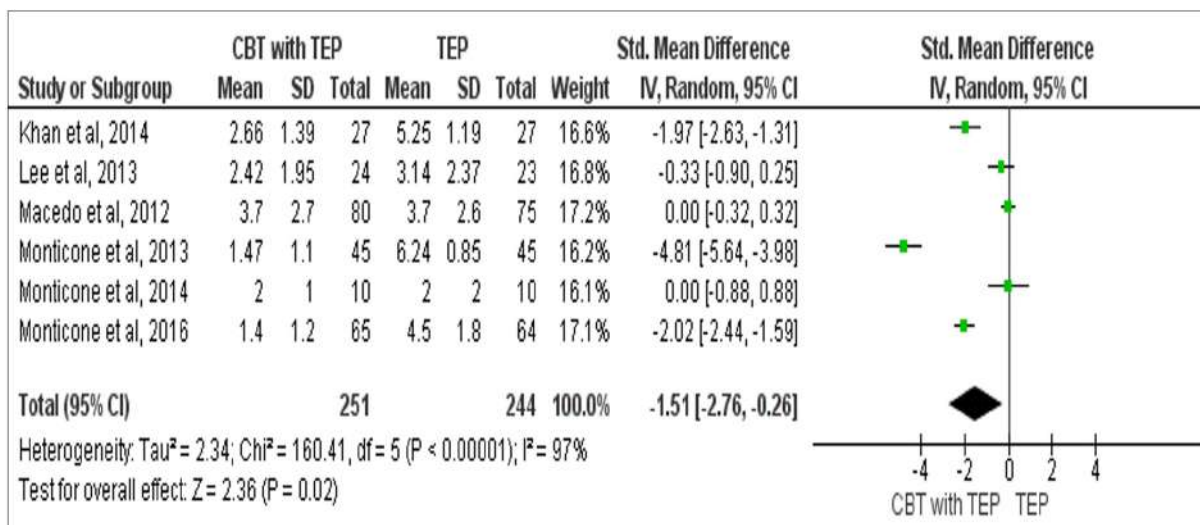 CBT with TEP TEP Std. Mean Difference Std. Mean Difference
Study or Subgroup Mean SD Total Mean SD Total Weight IV, Random, 95% CI IV, Random, 95% CI
Khan et al, 2014 2.66 1.39 27 5.25 1.19 27 16.6% -1.97 [-2.63, -1.31]
Lee et al, 2013 2.42 1.95 24 3.14 2.37 23 16.8% -0.33 [-0.90, 0.25]
Macedo et al, 2012 3.7 2.7 80 3.7 2.6 75 17.2% 0.00 [-0.32, 0.32]
Monticone et al, 2013 1.47 1.1 45 6.24 0.85 45 16.2% -4.81 [-5.64, -3.98]
Monticone et al, 2014 2 1 10 2 2 10 16.1% 0.00 [-0.88, 0.88]
Monticone et al, 2016 1.4 1.2 65 4.5 1.8 64 17.1% -2.02 [-2.44, -1.59]
Total (95% CI) 251 244 100.0% -1.51 [-2.76, -0.26]
Heterogeneity: Tau² = 2.34; Chi² = 160.41, df = 5 (P < 0.00001); I² = 97%
Test for overall effect: Z = 2.36 (P = 0.02)
-4 -2 0 2 4
CBT with TEP TEP